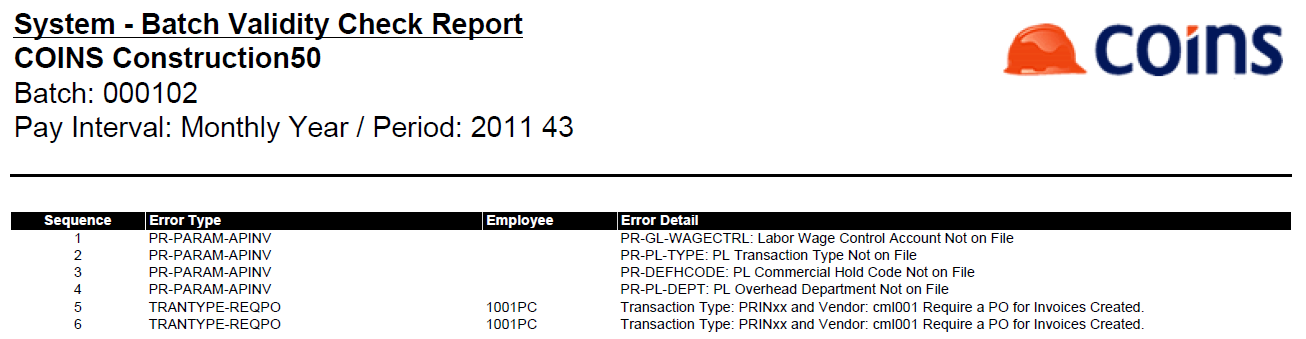 System - Batch Validity Check Report
COINS Construction50
Batch: 000102
Pay Interval: Monthly Year / Period: 2011 43
coins
Sequence Error Type Employee Error Detail
1 PR-PARAM-APINV PR-GL-WAGECTRL: Labor Wage Control Account Not on File
2 PR-PARAM-APINV PR-PL-TYPE: PL Transaction Type Not on File
3 PR-PARAM-APINV PR-DEFHCODE: PL Commercial Hold Code Not on File
4 PR-PARAM-APINV PR-PL-DEPT: PL Overhead Department Not on File
5 TRANTYPE-REQPO 1001PC Transaction Type: PRINxx and Vendor: cml001 Require a PO for Invoices Created.
6 TRANTYPE-REQPO 1001PC Transaction Type: PRINxx and Vendor: cml001 Require a PO for Invoices Created.